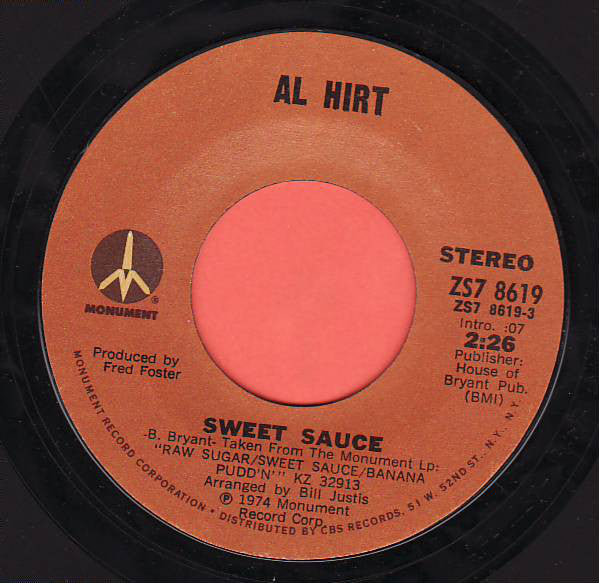 AL HIRT
STEREO
ZS7 8619
ZS7 8619-3
Intro. :07
2:26
Publisher:
House of
Bryant Pub.
(BMI)
®
MONUMENT
Produced by
Fred Foster
SWEET SAUCE
-B. Bryant- Taken From The Monument Lp:
"RAW SUGAR/SWEET SAUCE/BANANA
PUDD'N'" KZ 32913
Arranged by Bill Justis
℗ 1974 Monument
Record Corp.
MONUMENT RECORD CORPORATION • DISTRIBUTED BY CBS RECORDS, 51 W. 52ND ST., N.Y., N.Y.